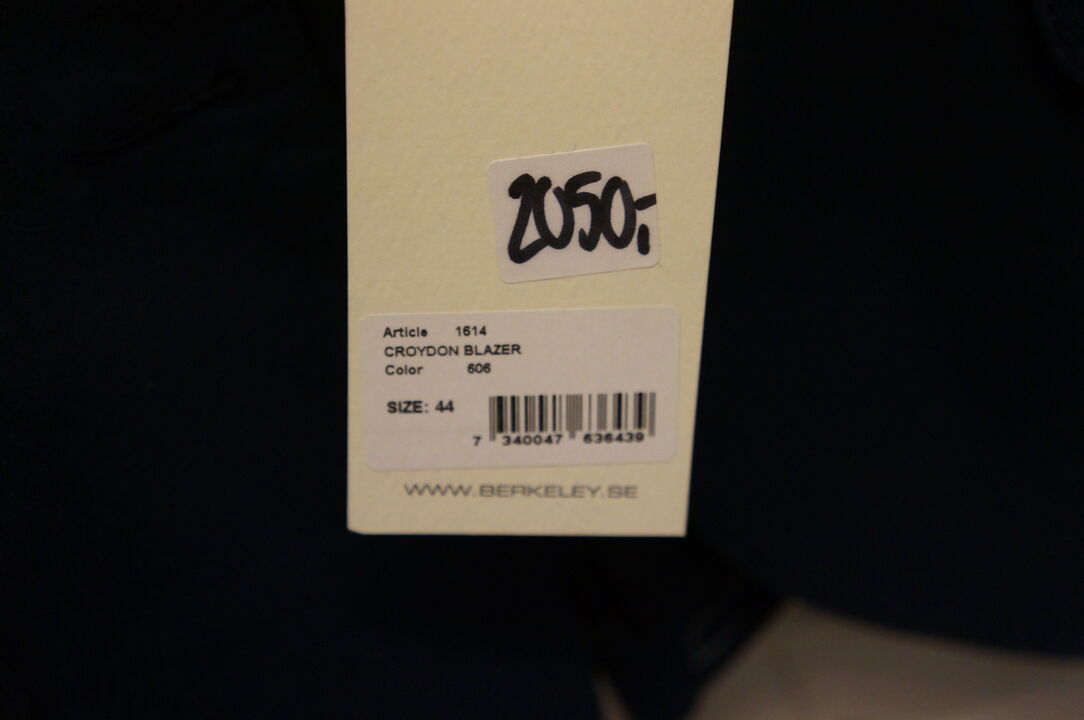 2050:-
Article 1614
CROYDON BLAZER
Color 606
SIZE: 44
7 340047 636439
WWW.BERKELEY.SE